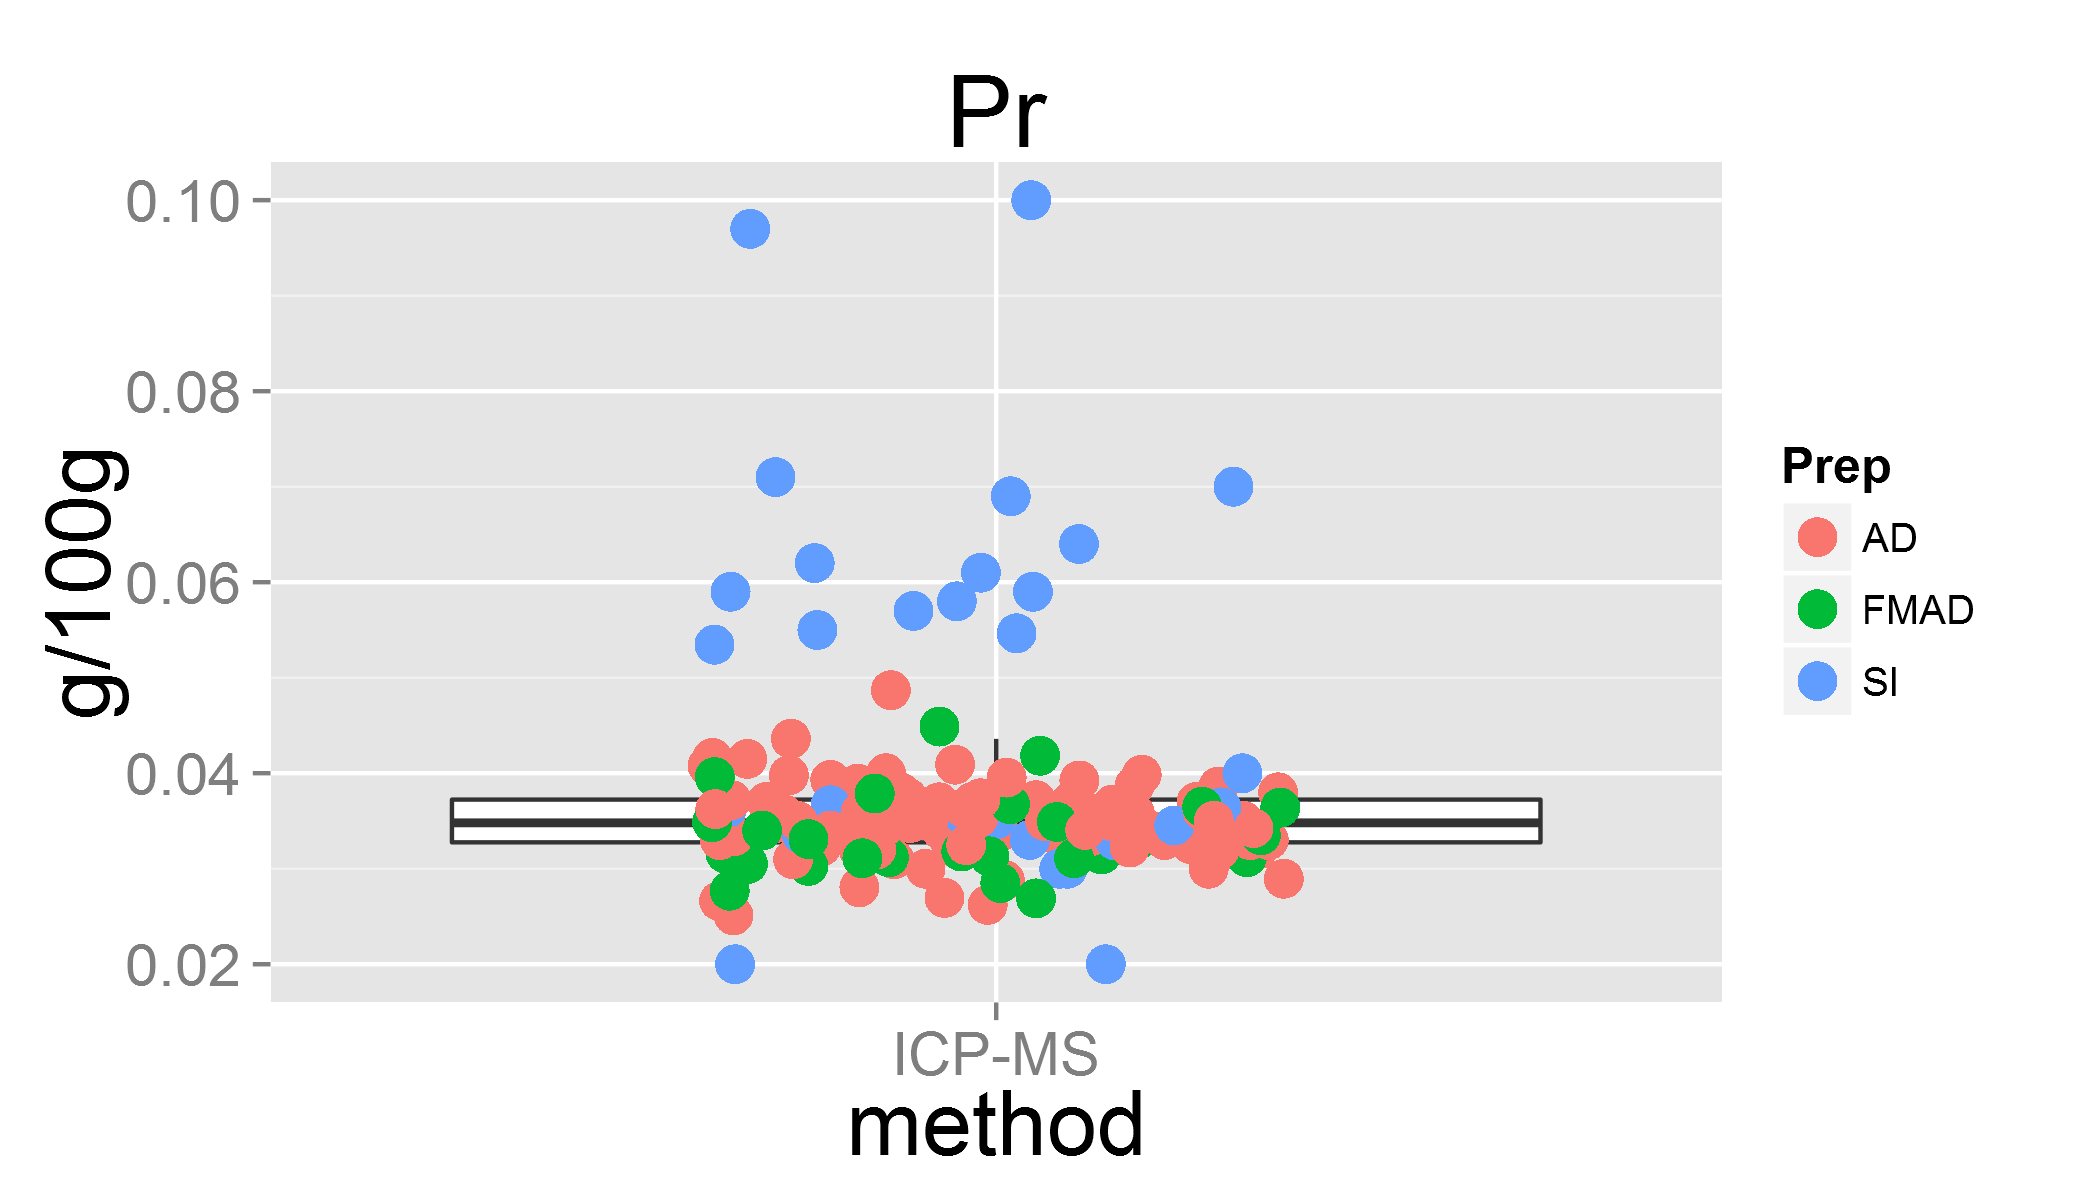 Pr
0.10
0.08
0.06
0.04
0.02
g/100g
ICP-MS
method
Prep
AD
FMAD
SI